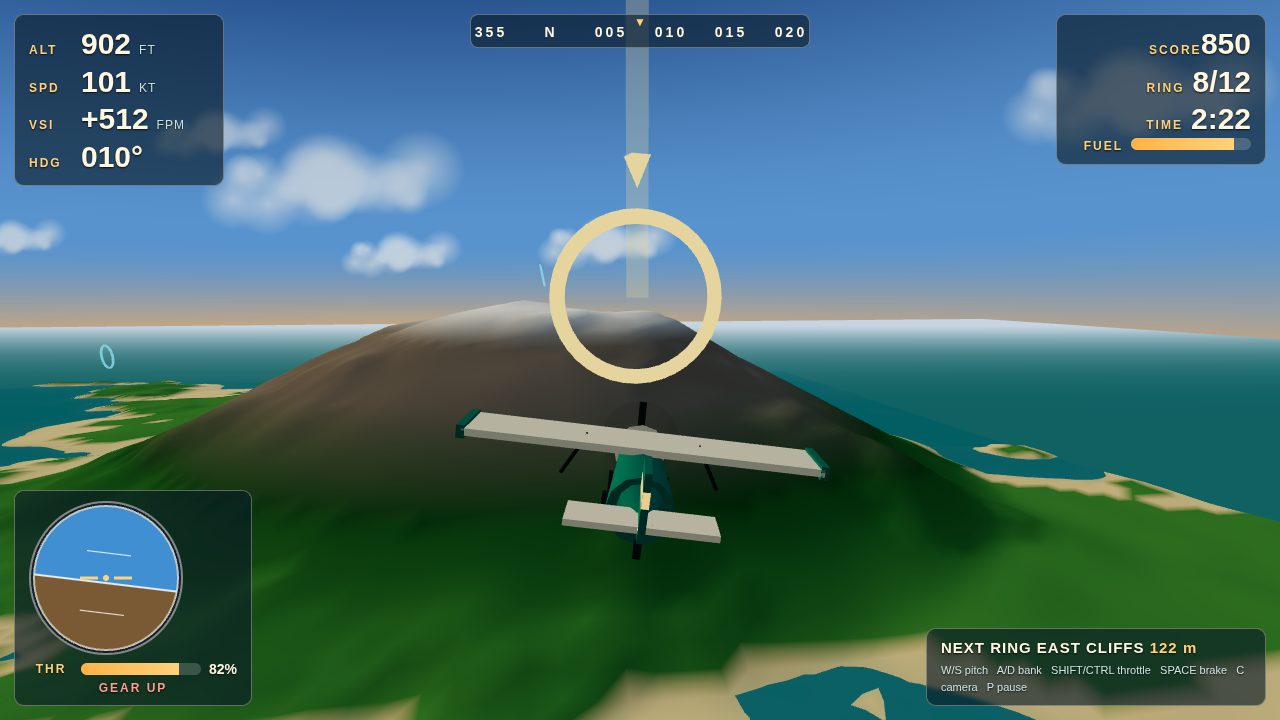 ALT 902 FT
SPD 101 KT
VSI +512 FPM
HDG 010°
355 N 005 010 015 020
SCORE 850
RING 8/12
TIME 2:22
FUEL
THR 82%
GEAR UP
NEXT RING EAST CLIFFS 122 m
W/S pitch A/D bank SHIFT/CTRL throttle SPACE brake C
camera P pause